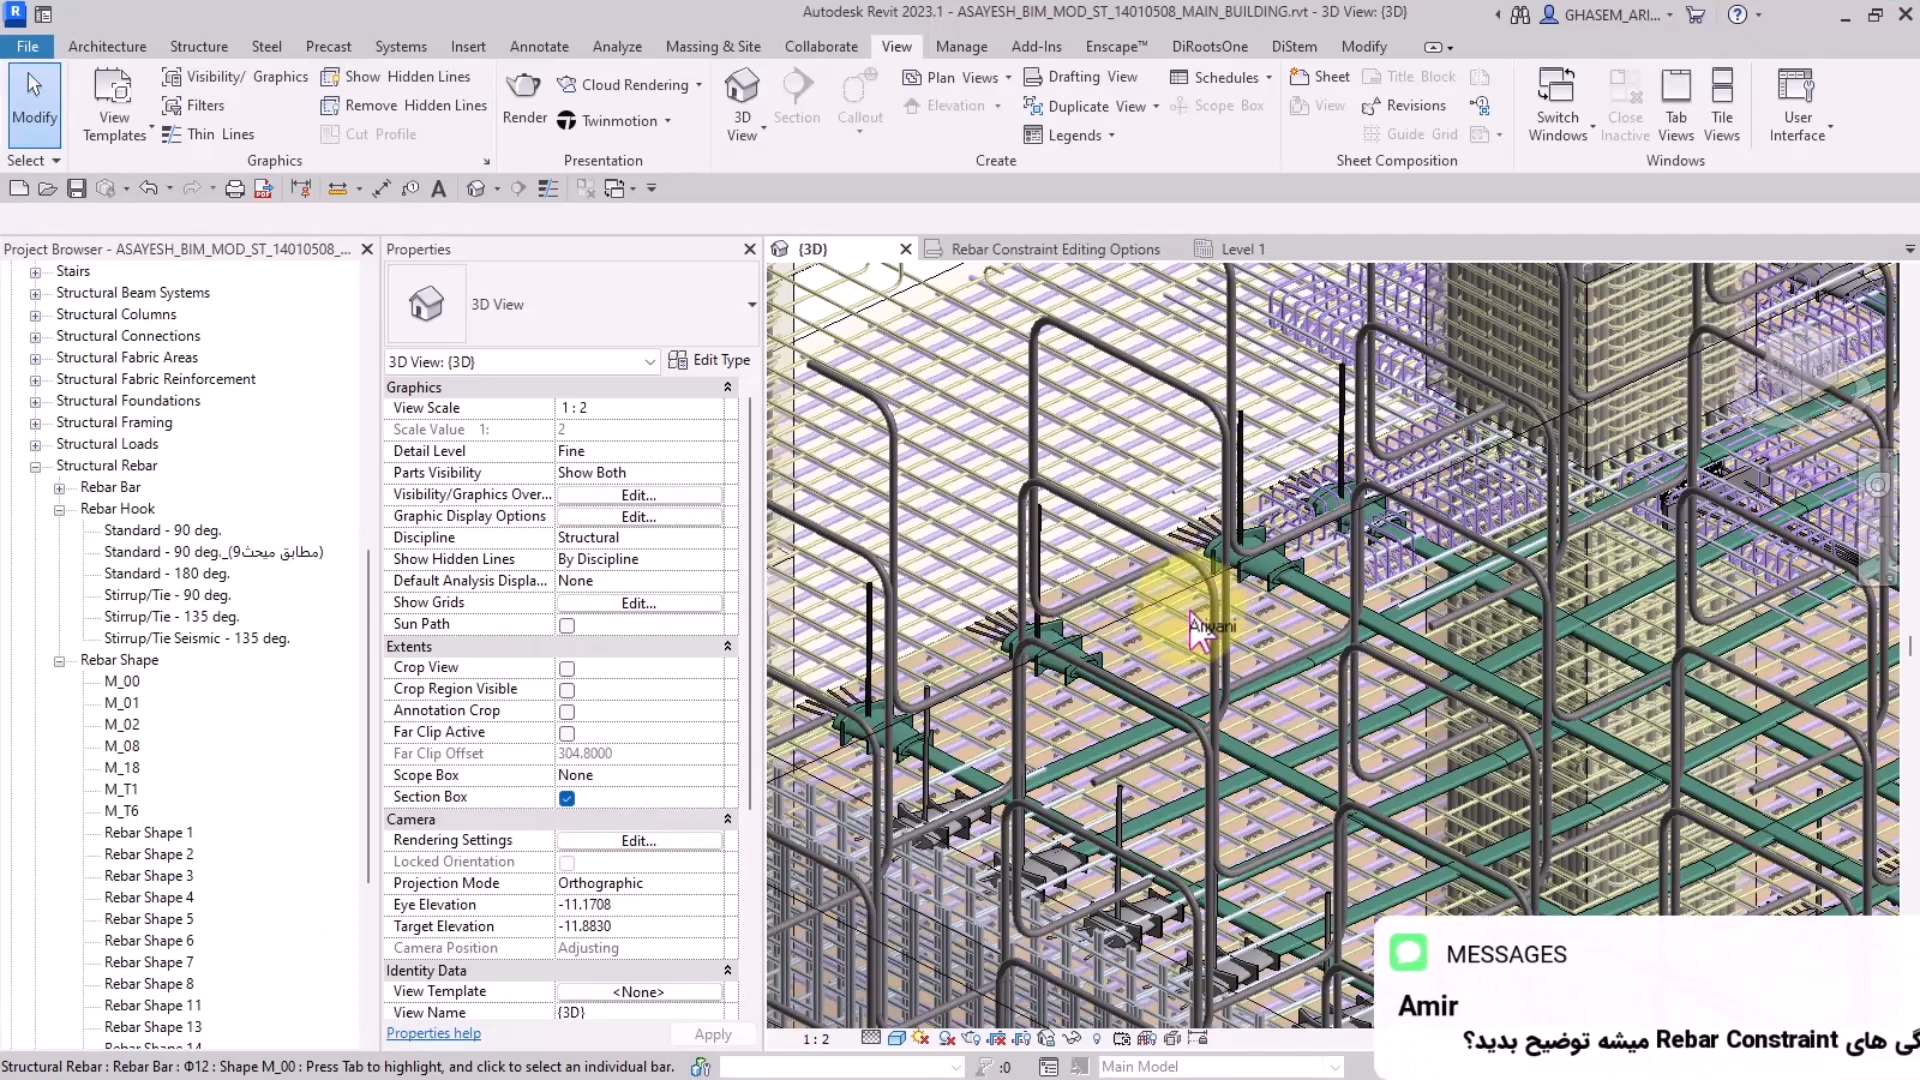 Autodesk Revit 2023.1 - ASAYESH_BIM_MOD_ST_14010508_MAIN_BUILDING.rvt - 3D View: {3D}
GHASEM_ARI...
File Architecture Structure Steel Precast Systems Insert Annotate Analyze Massing & Site Collaborate View Manage Add-Ins Enscape™ DiRootsOne DiStem Modify
Modify
Select
View Templates
Visibility/ Graphics
Filters
Thin Lines
Show Hidden Lines
Remove Hidden Lines
Cut Profile
Graphics
Render
Cloud Rendering
Twinmotion
Presentation
3D View
Section
Callout
Plan Views
Elevation
Drafting View
Duplicate View
Legends
Schedules
Scope Box
Create
Sheet
View
Title Block
Revisions
Guide Grid
Sheet Composition
Switch Windows
Close Inactive
Tab Views
Tile Views
Windows
User Interface
Project Browser - ASAYESH_BIM_MOD_ST_14010508_...
Stairs
Structural Beam Systems
Structural Columns
Structural Connections
Structural Fabric Areas
Structural Fabric Reinforcement
Structural Foundations
Structural Framing
Structural Loads
Structural Rebar
Rebar Bar
Rebar Hook
Standard - 90 deg.
Standard - 90 deg._(مطابق میحث9)
Standard - 180 deg.
Stirrup/Tie - 90 deg.
Stirrup/Tie - 135 deg.
Stirrup/Tie Seismic - 135 deg.
Rebar Shape
M_00
M_01
M_02
M_08
M_18
M_T1
M_T6
Rebar Shape 1
Rebar Shape 2
Rebar Shape 3
Rebar Shape 4
Rebar Shape 5
Rebar Shape 6
Rebar Shape 7
Rebar Shape 8
Rebar Shape 11
Rebar Shape 13
Rebar Shape 14
Properties
3D View
3D View: {3D}
Edit Type
Graphics
View Scale 1 : 2
Scale Value 1: 2
Detail Level Fine
Parts Visibility Show Both
Visibility/Graphics Over... Edit...
Graphic Display Options Edit...
Discipline Structural
Show Hidden Lines By Discipline
Default Analysis Displa... None
Show Grids Edit...
Sun Path
Extents
Crop View
Crop Region Visible
Annotation Crop
Far Clip Active
Far Clip Offset 304.8000
Scope Box None
Section Box
Camera
Rendering Settings Edit...
Locked Orientation
Projection Mode Orthographic
Eye Elevation -11.1708
Target Elevation -11.8830
Camera Position Adjusting
Identity Data
View Template <None>
View Name {3D}
Properties help
Apply
{3D}
Rebar Constraint Editing Options
Level 1
Ariyani
1 : 2
MESSAGES
Amir
گی های Rebar Constraint میشه توضیح بدید؟
Structural Rebar : Rebar Bar : Φ12 : Shape M_00 : Press Tab to highlight, and click to select an individual bar.
:0
Main Model